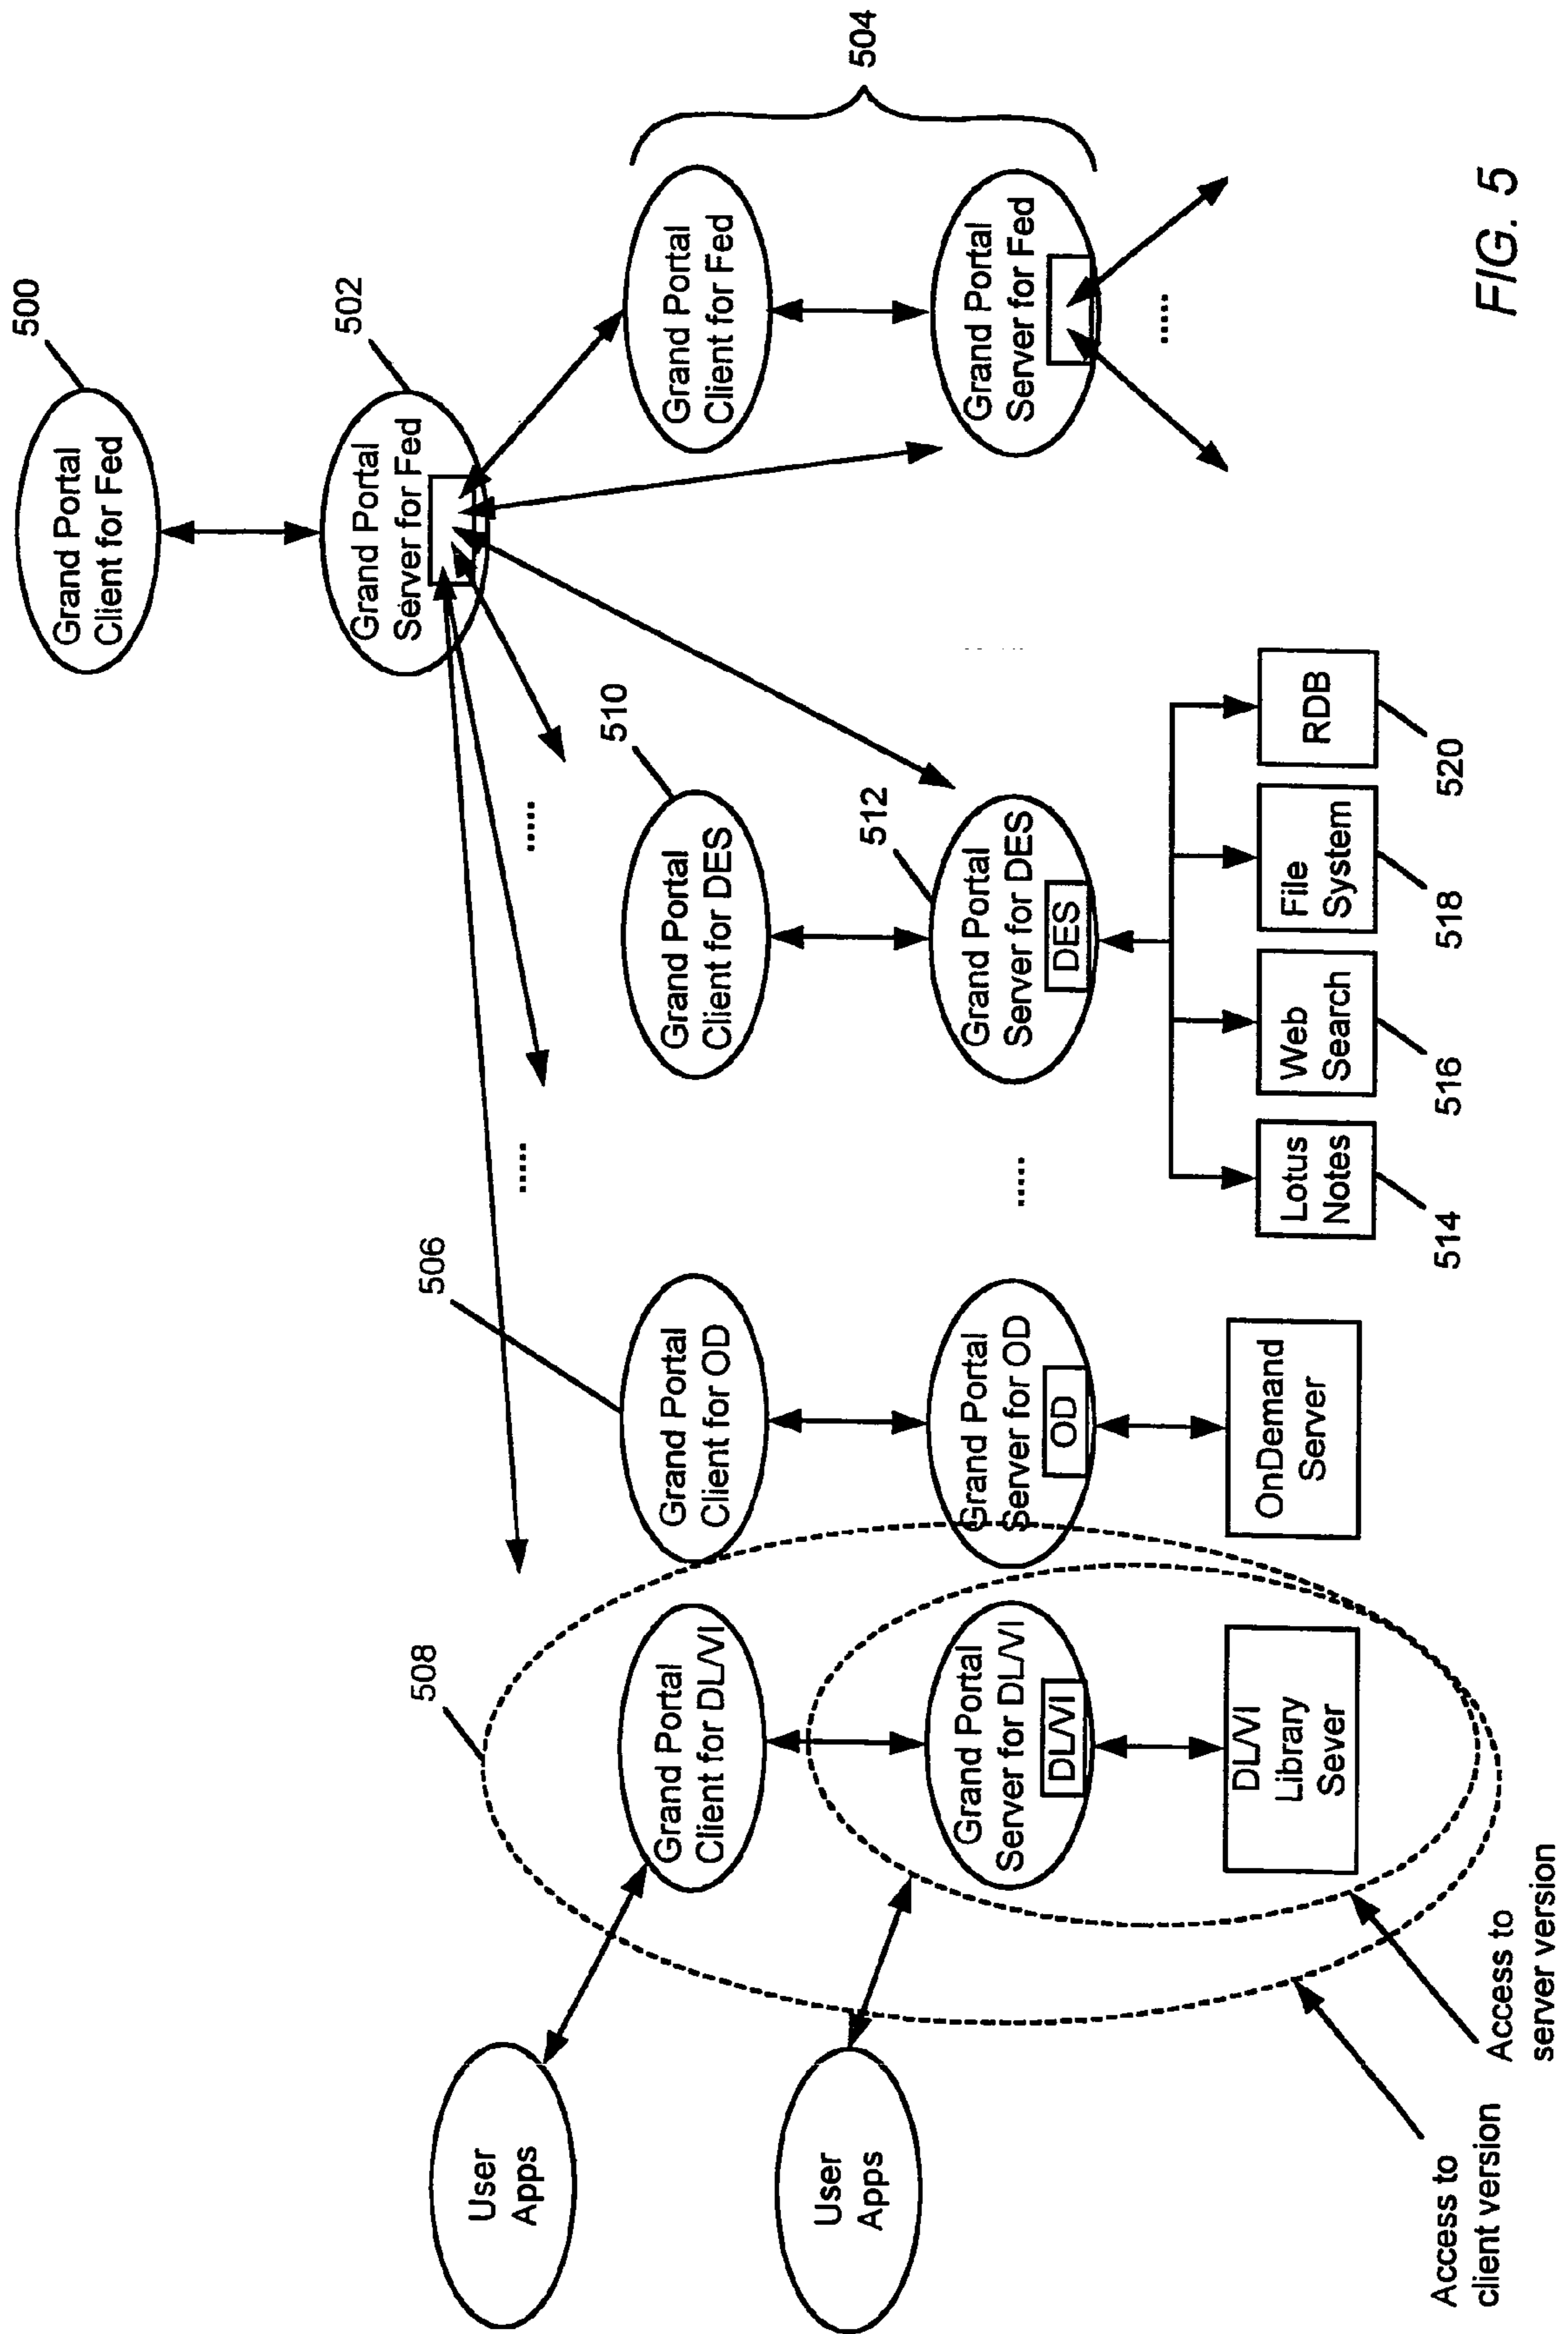 500
Grand Portal
Client for Fed
502
Grand Portal
Server for Fed
504
Grand Portal
Client for Fed
Grand Portal
Server for Fed
.....
510
Grand Portal
Client for DES
512
Grand Portal
Server for DES
DES
.....
.....
.....
Lotus
Notes
514
Web
Search
516
File
System
518
RDB
520
506
Grand Portal
Client for OD
Grand Portal
Server for OD
OD
OnDemand
Server
508
Grand Portal
Client for DL/VI
Grand Portal
Server for DL/VI
DL/VI
DL/VI
Library
Sever
User
Apps
User
Apps
Access to
client version
Access to
server version
FIG. 5